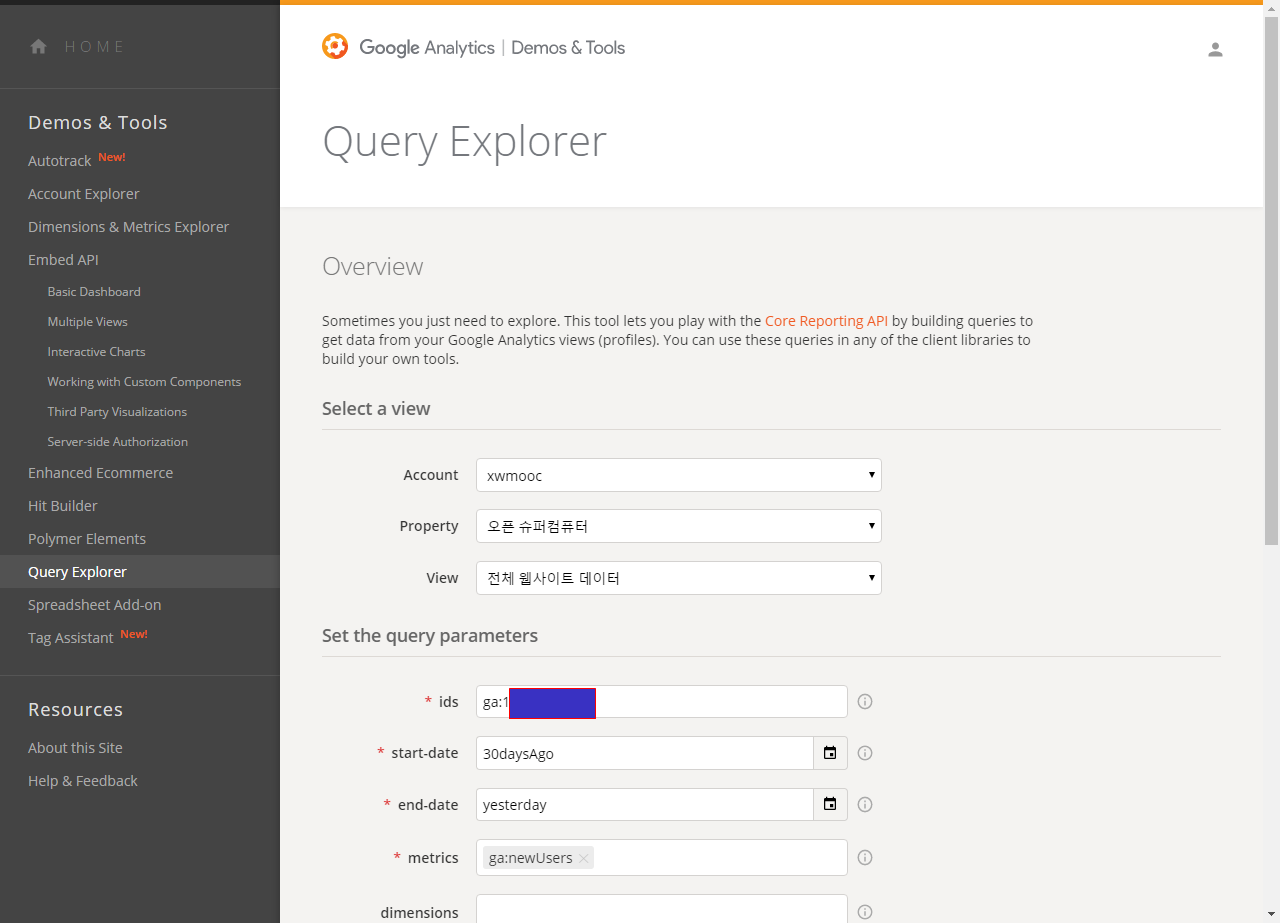 HOME
Demos & Tools
Autotrack New!
Account Explorer
Dimensions & Metrics Explorer
Embed API
Basic Dashboard
Multiple Views
Interactive Charts
Working with Custom Components
Third Party Visualizations
Server-side Authorization
Enhanced Ecommerce
Hit Builder
Polymer Elements
Query Explorer
Spreadsheet Add-on
Tag Assistant New!
Resources
About this Site
Help & Feedback
Google Analytics | Demos & Tools
Query Explorer
Overview
Sometimes you just need to explore. This tool lets you play with the Core Reporting API by building queries to
get data from your Google Analytics views (profiles). You can use these queries in any of the client libraries to
build your own tools.
Select a view
Account xwmooc
Property 오픈 슈퍼컴퓨터
View 전체 웹사이트 데이터
Set the query parameters
* ids ga:1
* start-date 30daysAgo
* end-date yesterday
* metrics ga:newUsers
dimensions